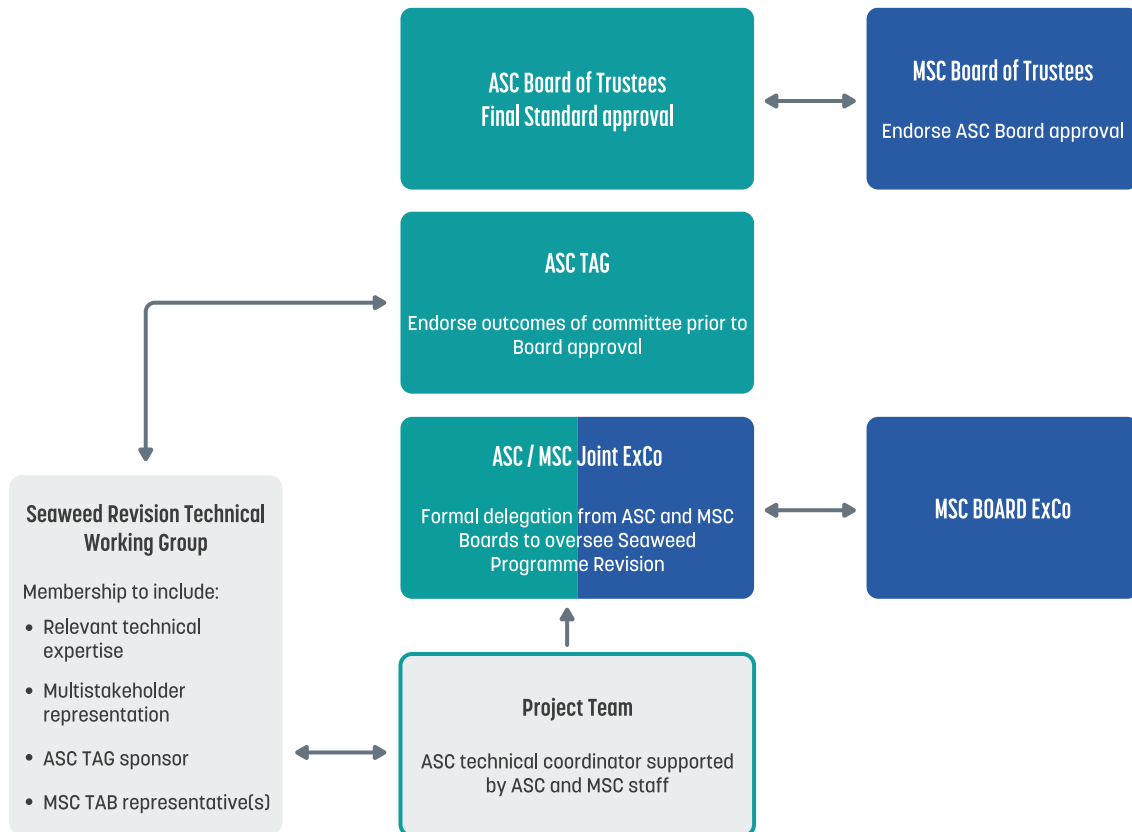 ASC Board of Trustees
Final Standard approval
MSC Board of Trustees
Endorse ASC Board approval
ASC TAG
Endorse outcomes of committee prior to
Board approval
ASC / MSC Joint ExCo
Formal delegation from ASC and MSC
Boards to oversee Seaweed
Programme Revision
MSC BOARD ExCo
Seaweed Revision Technical
Working Group
Membership to include:
• Relevant technical
expertise
• Multistakeholder
representation
• ASC TAG sponsor
• MSC TAB representative(s)
Project Team
ASC technical coordinator supported
by ASC and MSC staff